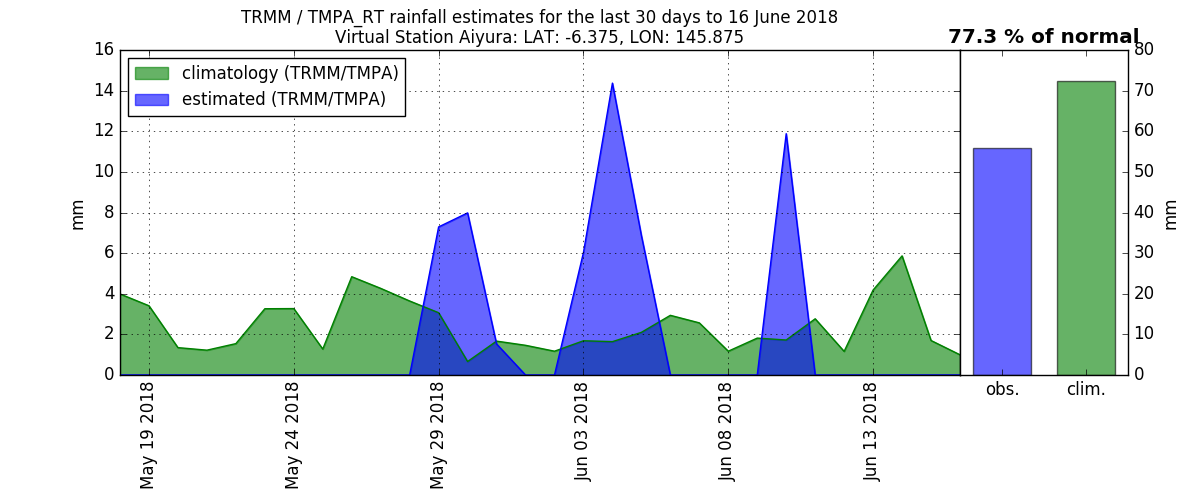 TRMM / TMPA_RT rainfall estimates for the last 30 days to 16 June 2018
Virtual Station Aiyura: LAT: -6.375, LON: 145.875
77.3 % of normal
climatology (TRMM/TMPA)
estimated (TRMM/TMPA)
mm
16
14
12
10
8
6
4
2
0
May 19 2018
May 24 2018
May 29 2018
Jun 03 2018
Jun 08 2018
Jun 13 2018
obs.
clim.
80
70
60
50
40
30
20
10
0
mm